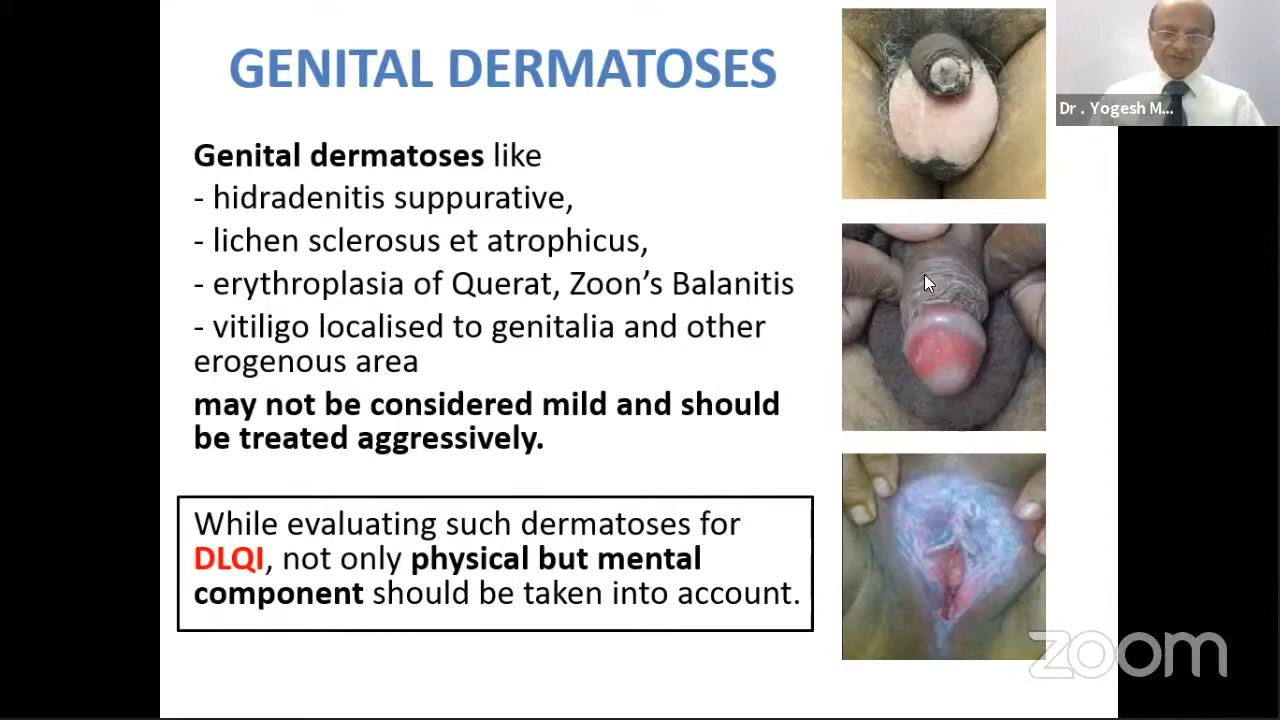 GENITAL DERMATOSES
Genital dermatoses like
- hidradenitis suppurative,
- lichen sclerosus et atrophicus,
- erythroplasia of Querat, Zoon’s Balanitis
- vitiligo localised to genitalia and other
erogenous area
may not be considered mild and should
be treated aggressively.
While evaluating such dermatoses for
DLQI, not only physical but mental
component should be taken into account.
Dr . Yogesh M...
zoom